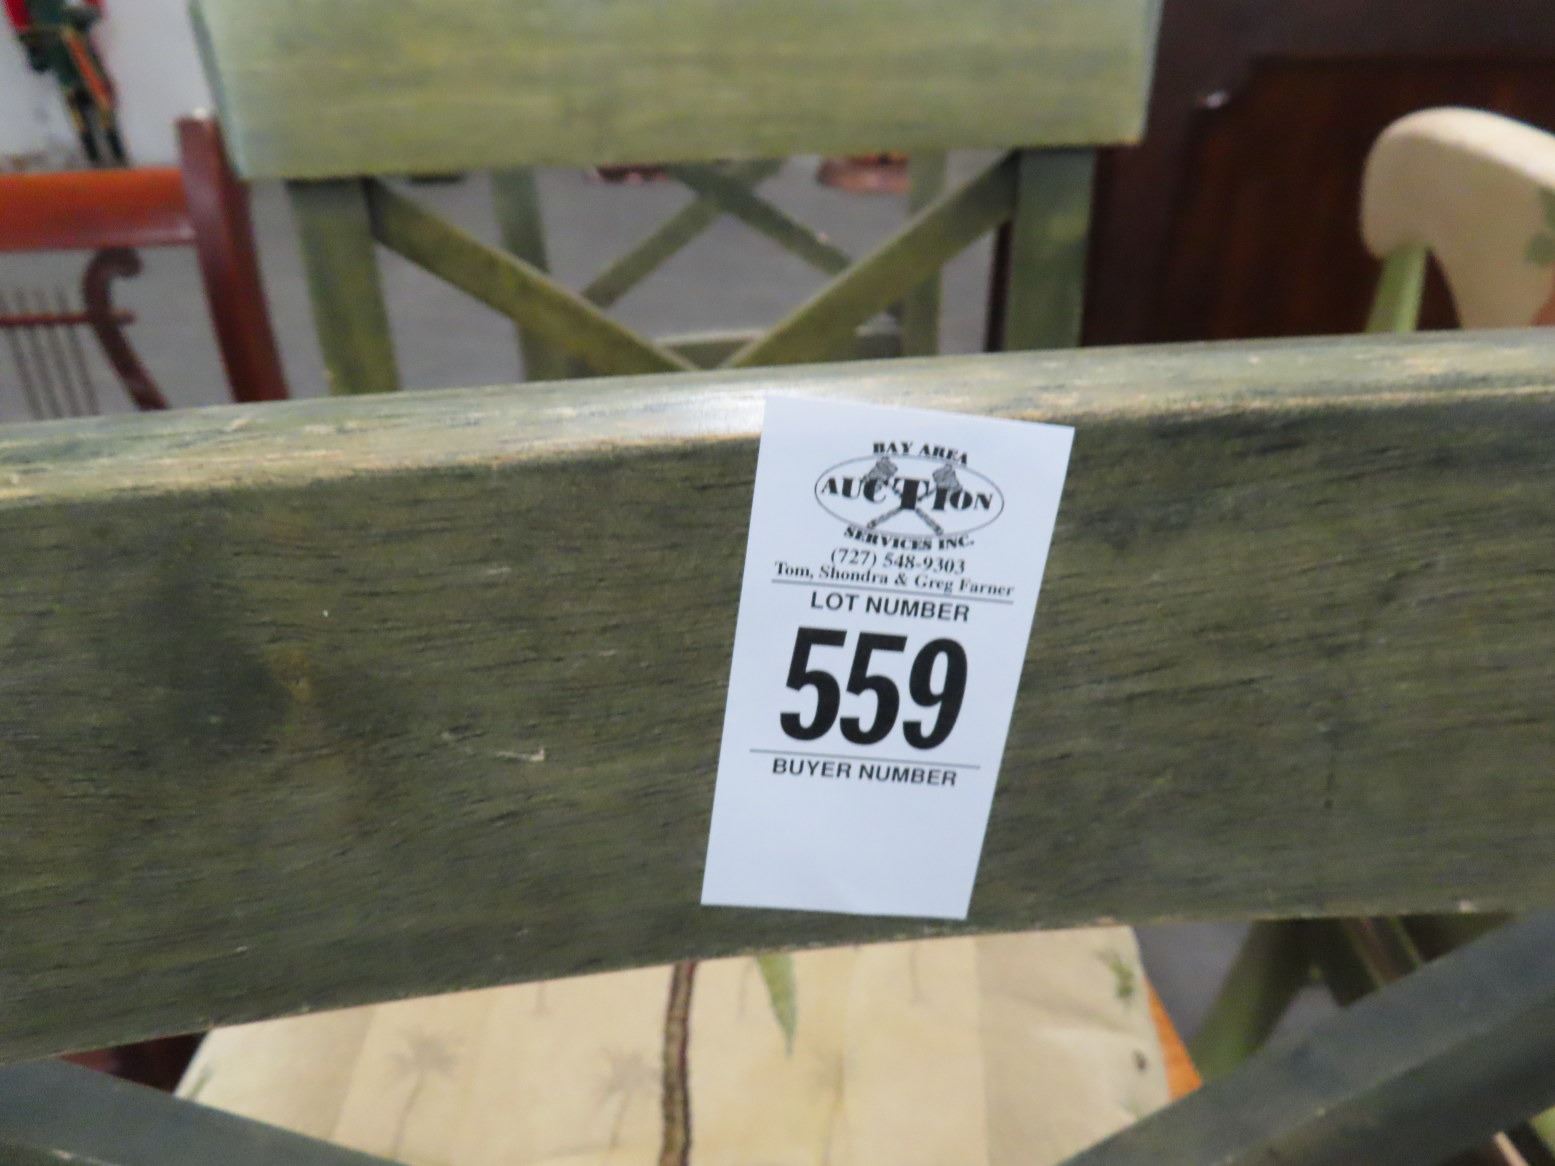 BAY AREA
AUCTION
SERVICES INC.
(727) 548-9303
Tom, Shondra & Greg Farner
LOT NUMBER
559
BUYER NUMBER